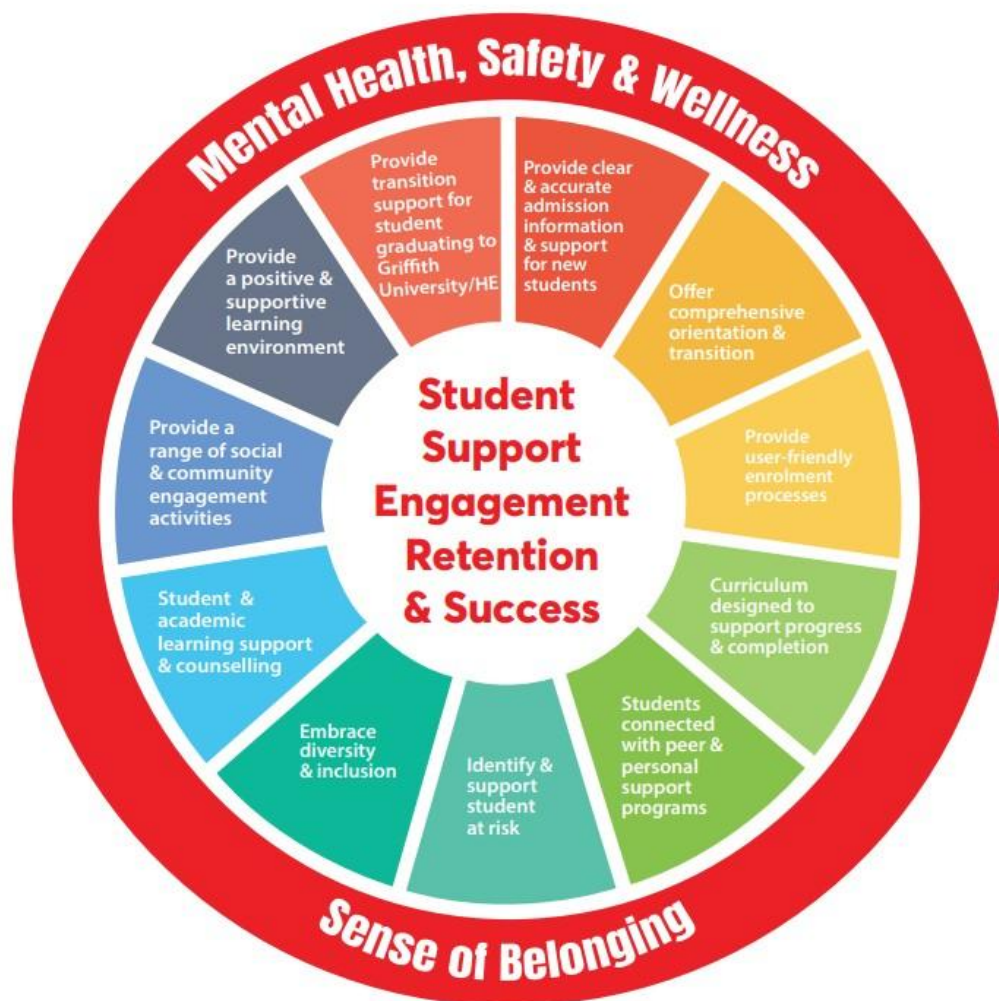 Mental Health, Safety & Wellness
Provide clear
& accurate
admission
information
& support
for new
students
Offer
comprehensive
orientation &
transition
Provide
user-friendly
enrolment
processes
Curriculum
designed to
support progress
& completion
Students
connected
with peer &
personal
support
programs
Identify &
support
student
at risk
Embrace
diversity
& inclusion
Student &
academic
learning support
& counselling
Provide a
range of social
& community
engagement
activities
Provide
a positive &
supportive
learning
environment
Provide
transition
support for
student
graduating to
Griffith
University/HE
Student
Support
Engagement
Retention
& Success
Sense of Belonging